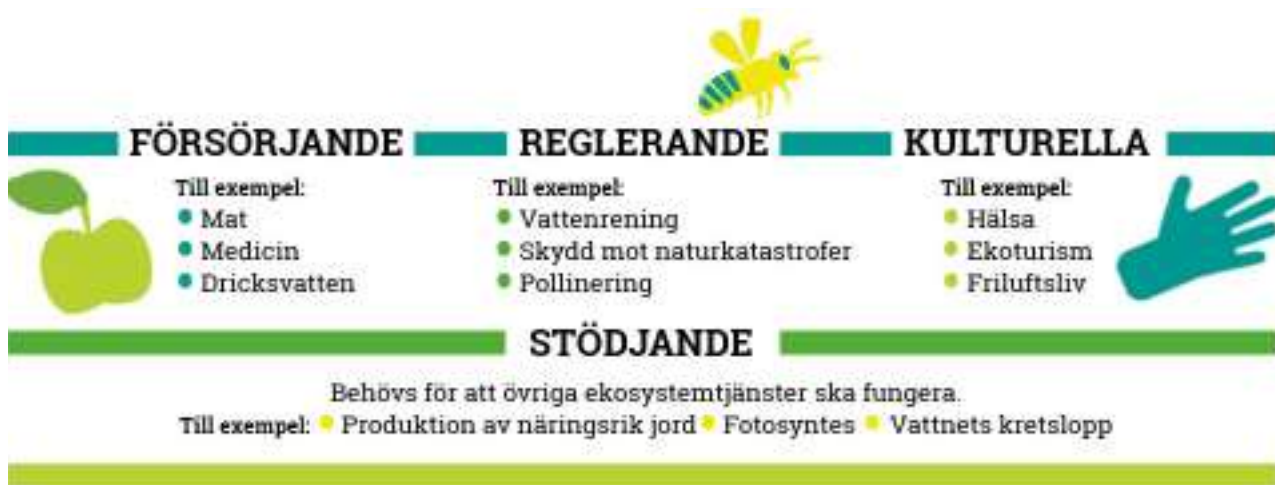 FÖRSÖRJANDE
Till exempel:
• Mat
• Medicin
• Dricksvatten
REGLERANDE
Till exempel:
• Vattenrening
• Skydd mot naturkatastrofer
• Pollinering
KULTURELLA
Till exempel:
• Hälsa
• Ekoturism
• Friluftsliv
STÖDJANDE
Behövs för att övriga ekosystemtjänster ska fungera.
Till exempel: • Produktion av näringsrik jord • Fotosyntes • Vattnets kretslopp